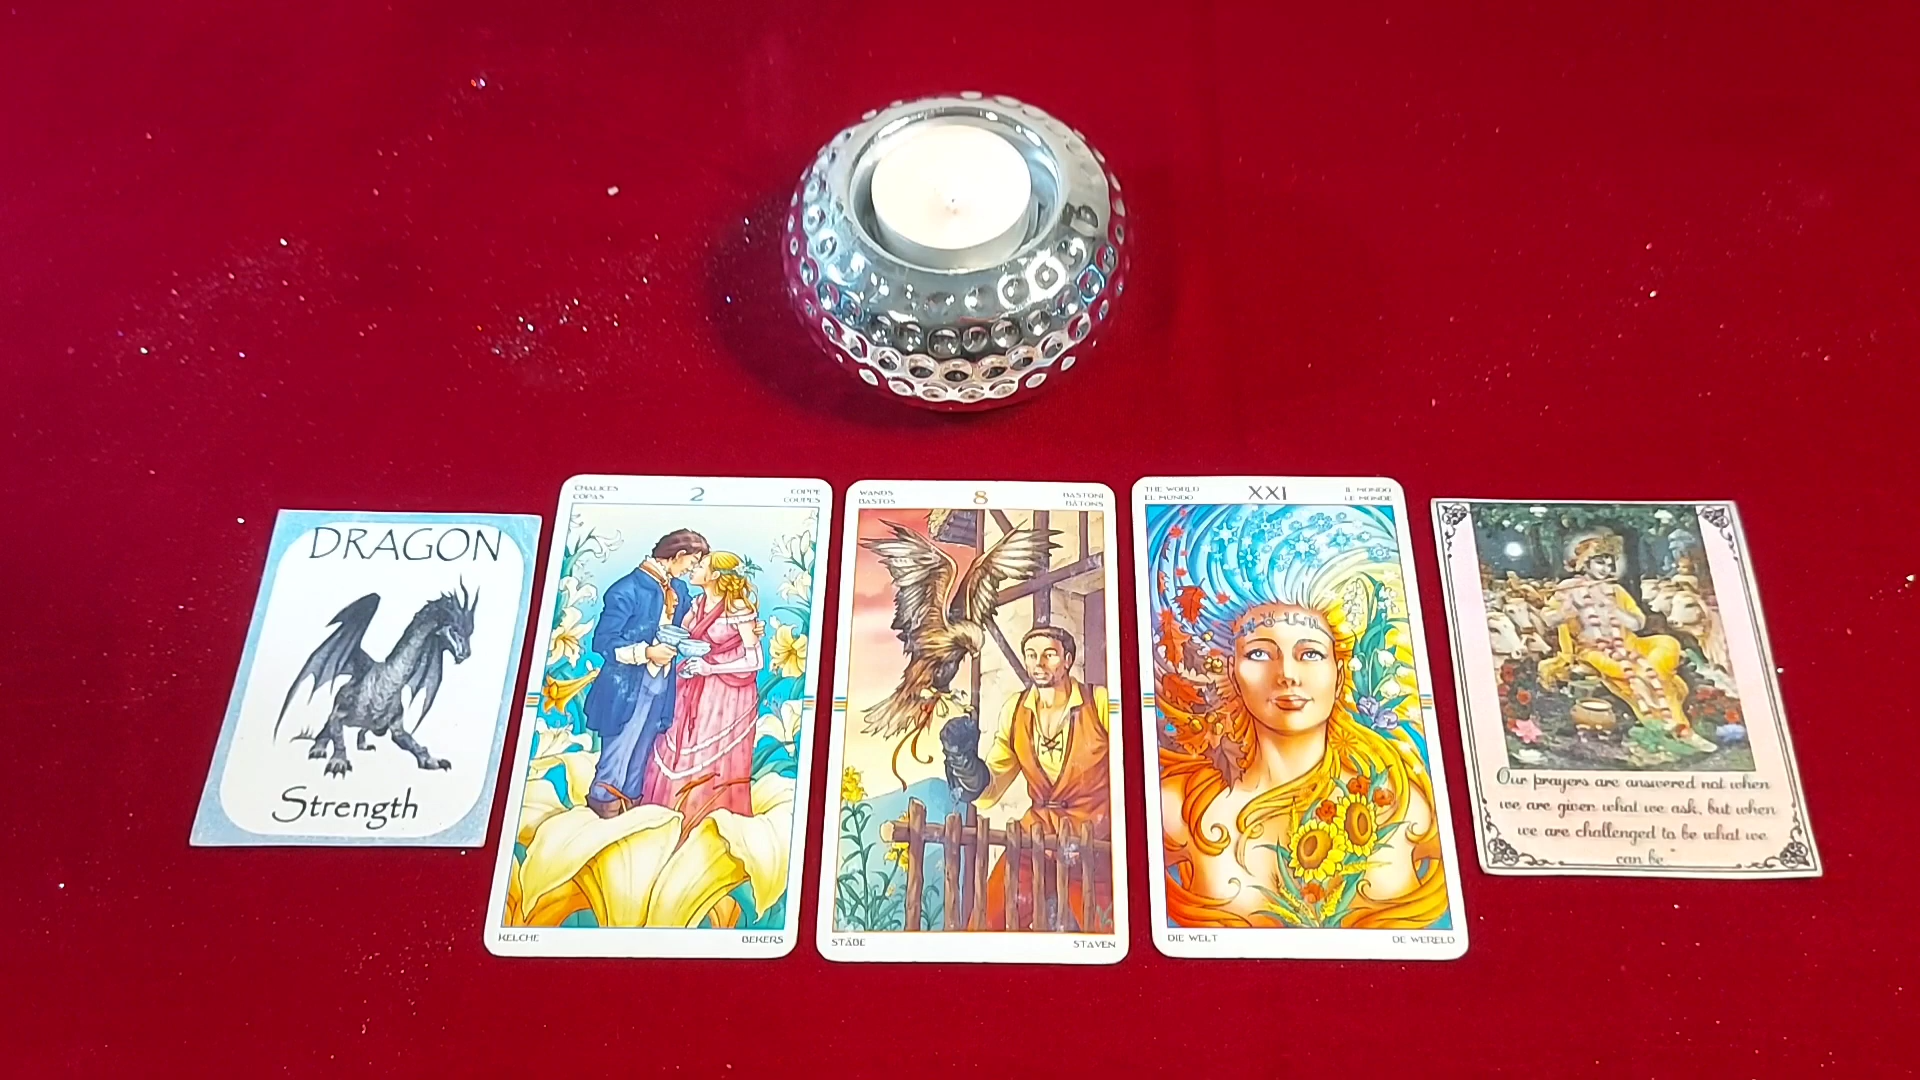 DRAGON
Strength
CHALICES
COPAS
2
COPPE
COUPES
KELCHE
BEKERS
WANDS
BASTOS
8
BASTONI
BÂTONS
STÄBE
STAVEN
THE WORLD
EL MUNDO
XXI
IL MONDO
LE MONDE
DIE WELT
DE WERELD
Our prayers are answered not when
we are given what we ask, but when
we are challenged to be what we
can be"